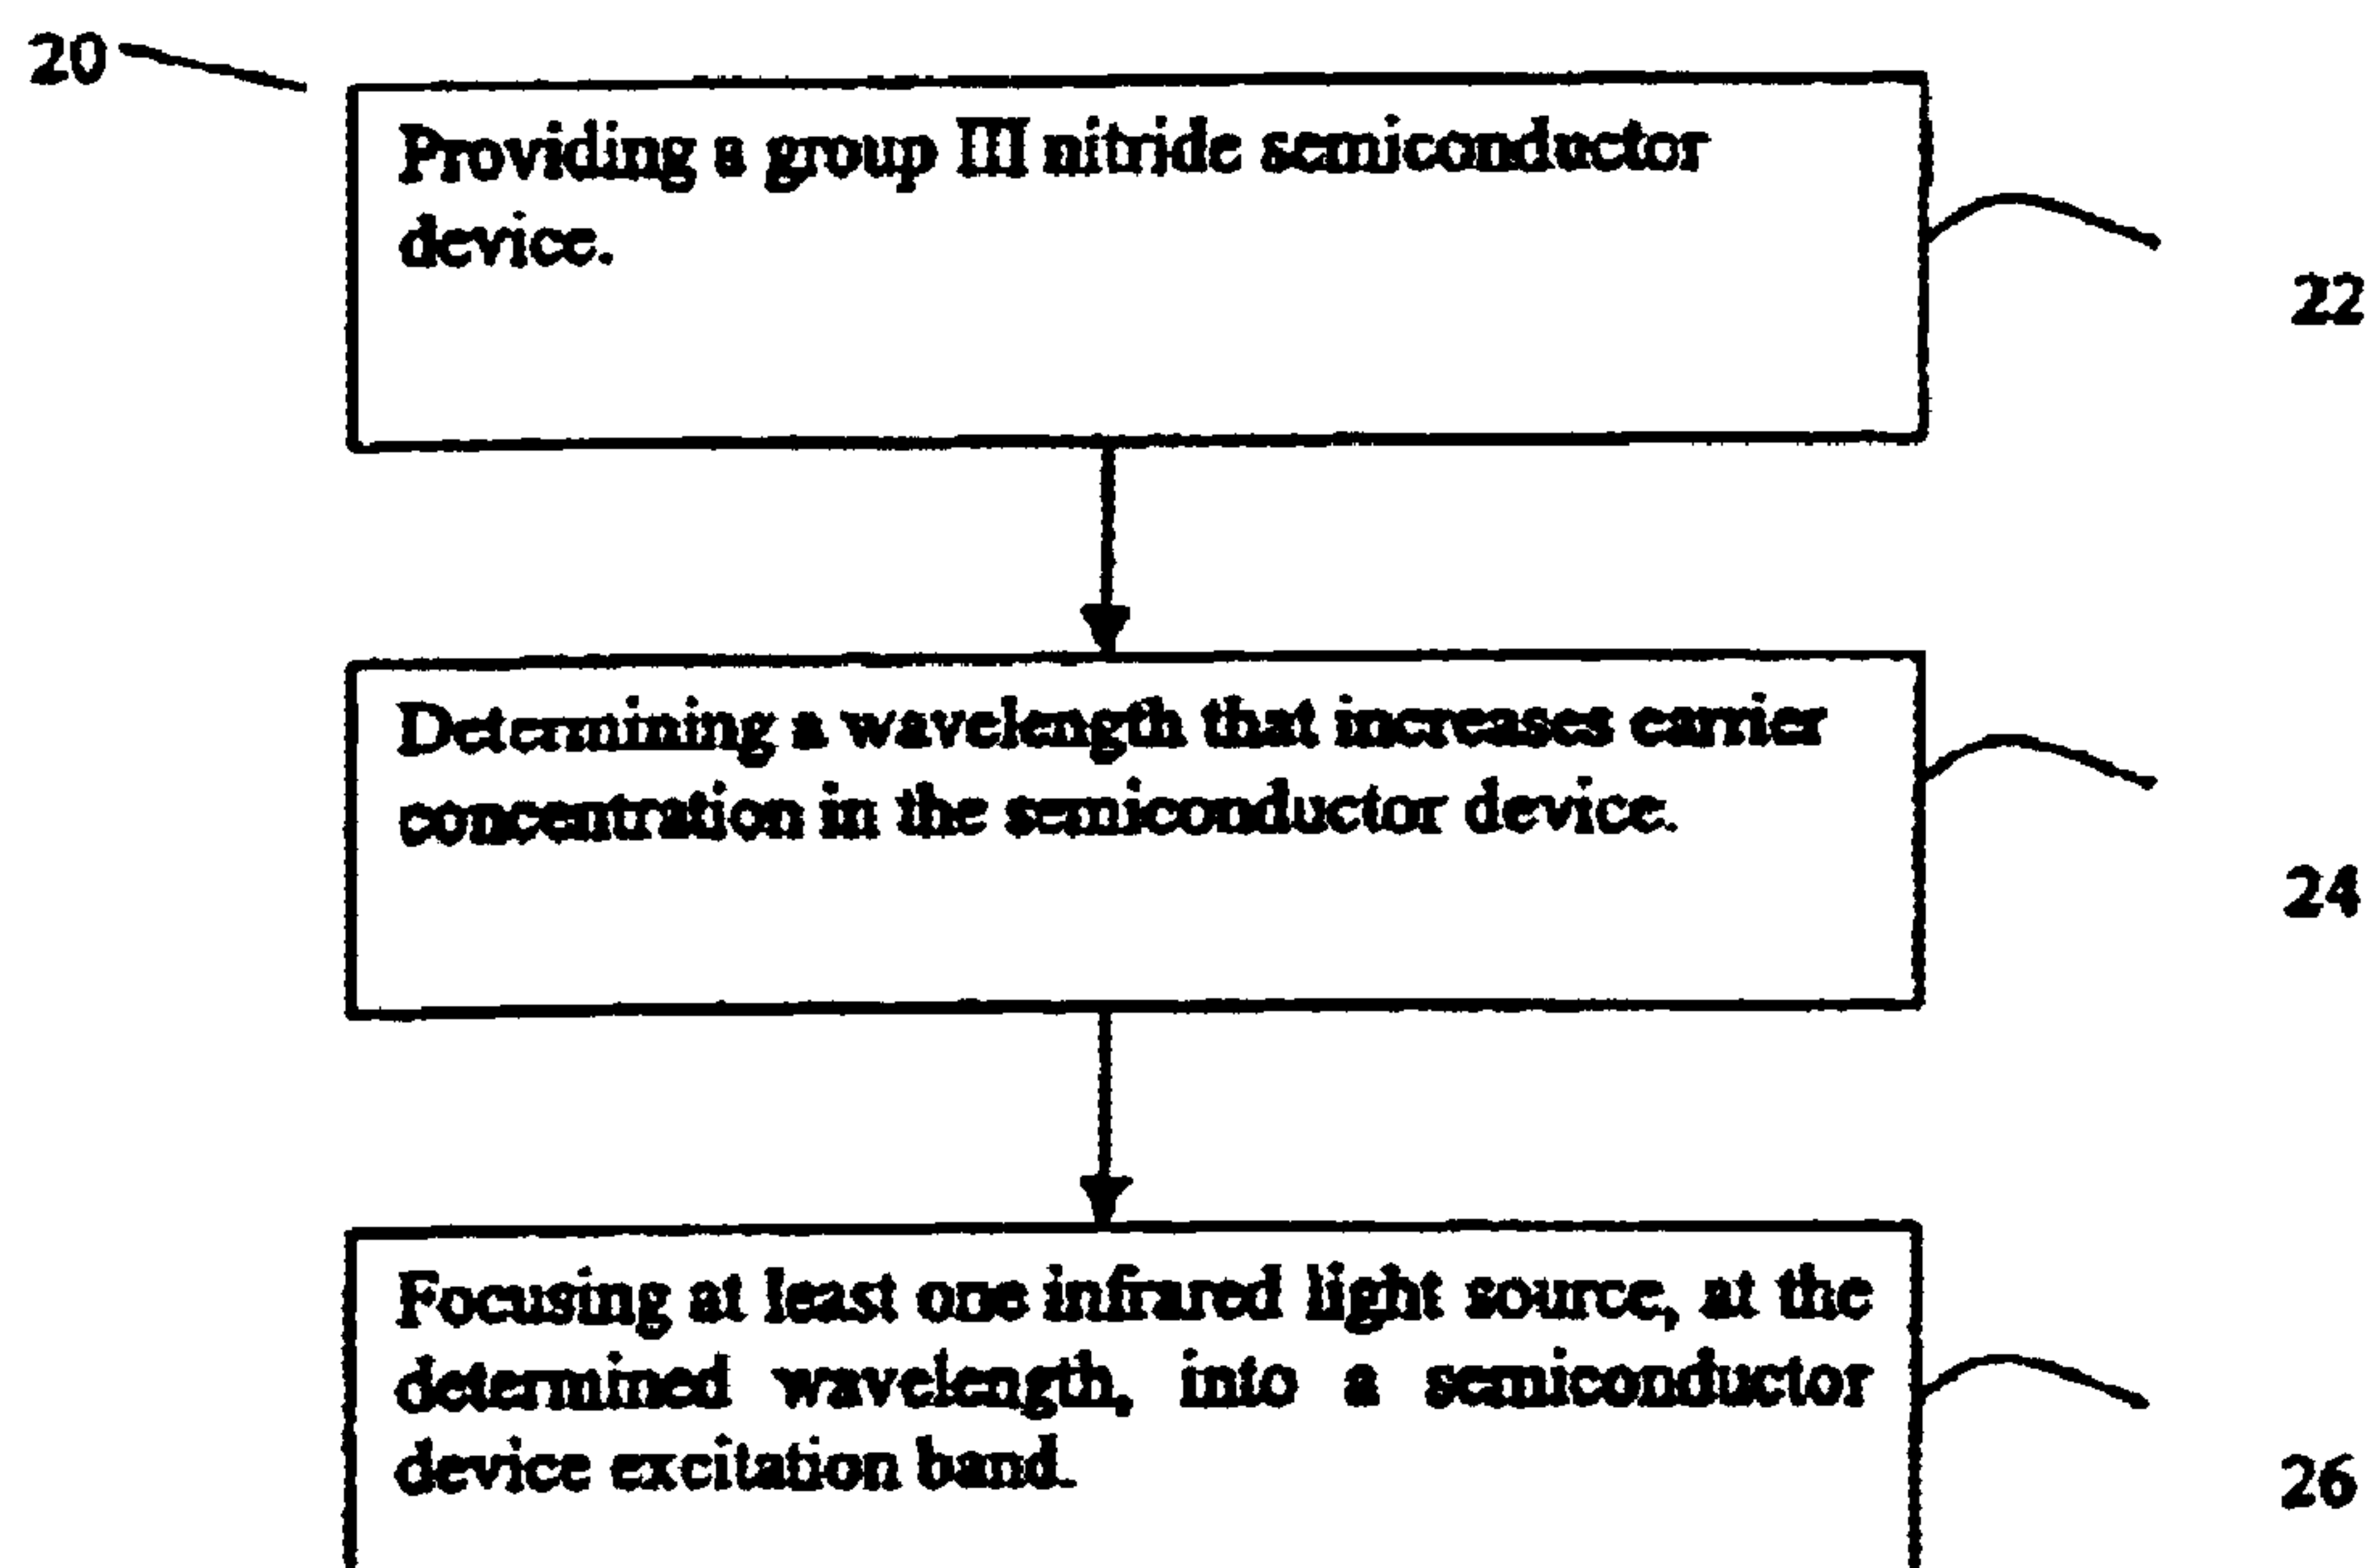 20
Providing a group III nitride semiconductor
device.
22
Determining a wavelength that increases carrier
concentration in the semiconductor device.
24
Focusing at least one infrared light source, at the
determined wavelength, into a semiconductor
device excitation band.
26